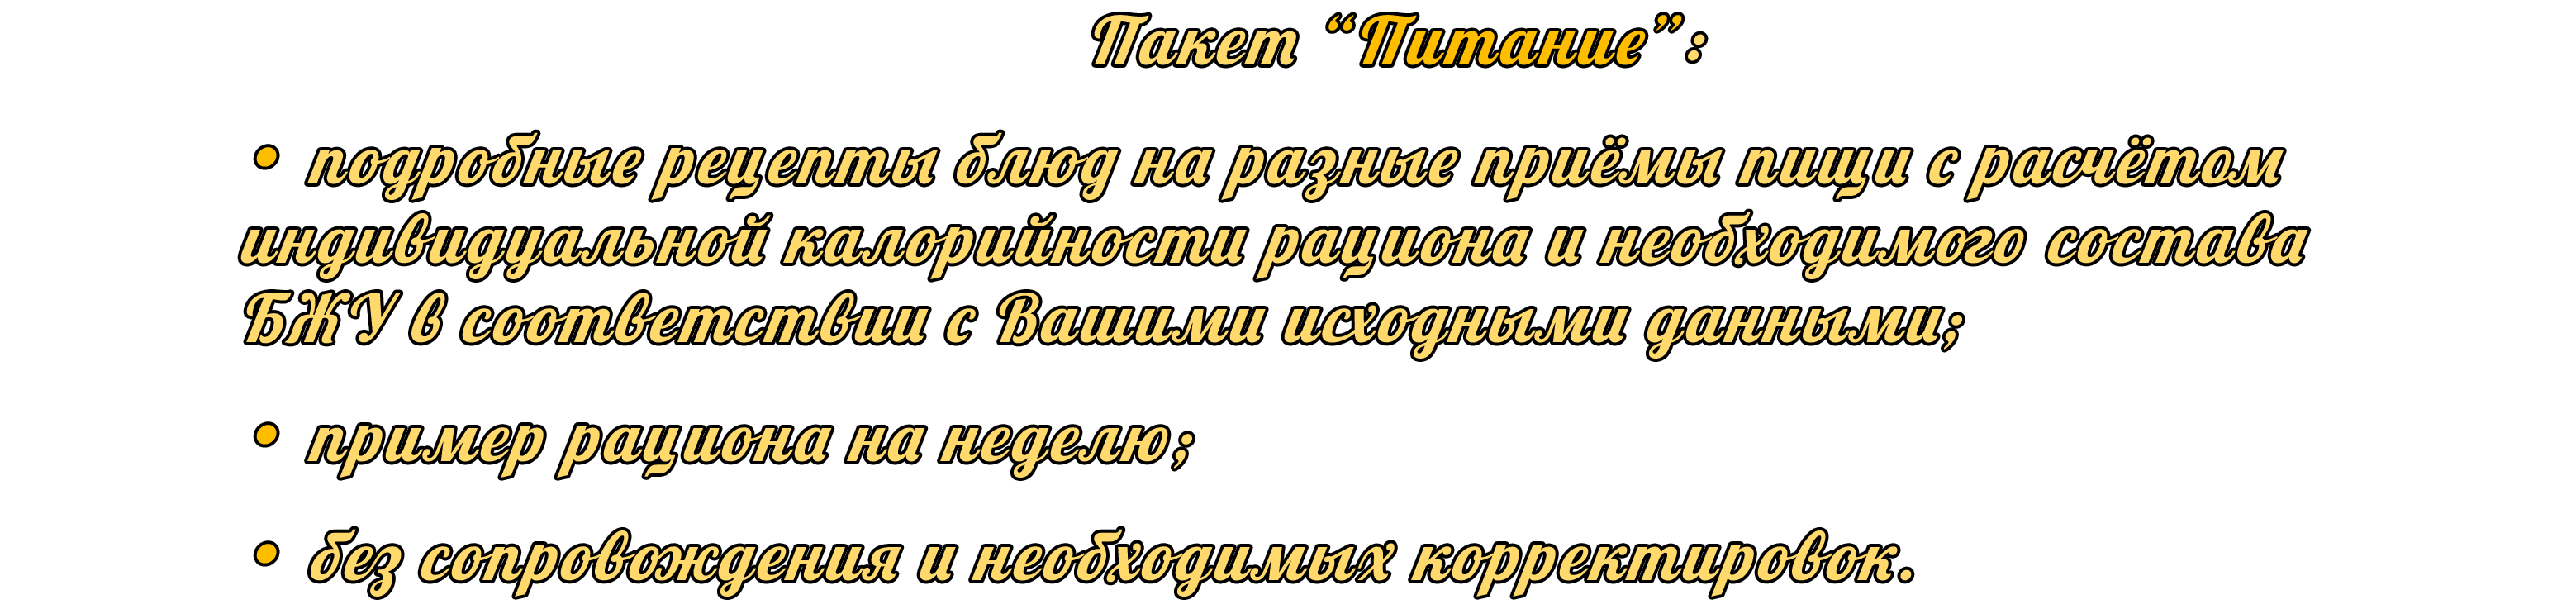 Пакет “Питание”:
• подробные рецепты блюд на разные приёмы пищи с расчётом
индивидуальной калорийности рациона и необходимого состава
БЖУ в соответствии с Вашими исходными данными;
• пример рациона на неделю;
• без сопровождения и необходимых корректировок.